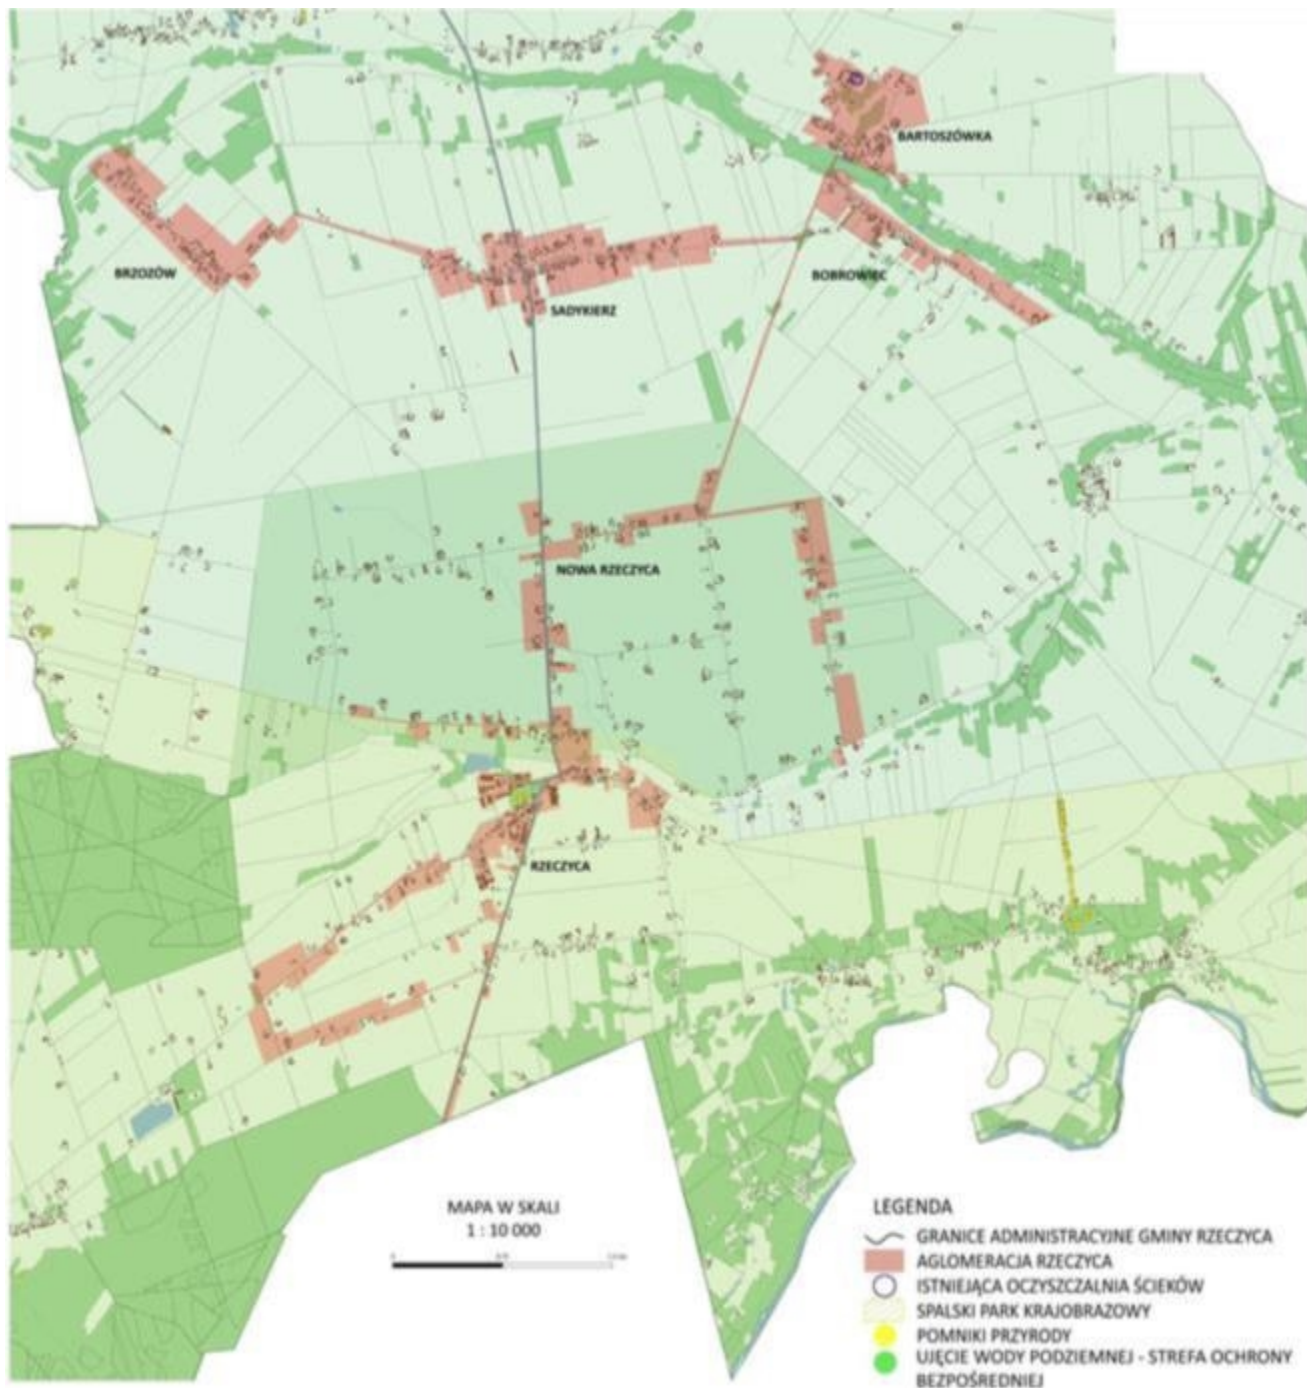 BARTOSZÓWKA
BRZOZÓW
BOBROWIEC
SADYKIERZ
NOWA RZECZYCA
RZECZYCA
MAPA W SKALI
1 : 10 000
0
LEGENDA
GRANICE ADMINISTRACYJNE GMINY RZECZYCA
AGLOMERACJA RZECZYCA
ISTNIEJĄCA OCZYSZCZALNIA ŚCIEKÓW
SPALSKI PARK KRAJOBRAZOWY
POMNIKI PRZYRODY
UJĘCIE WODY PODZIEMNEJ - STREFA OCHRONY
BEZPOŚREDNIEJ